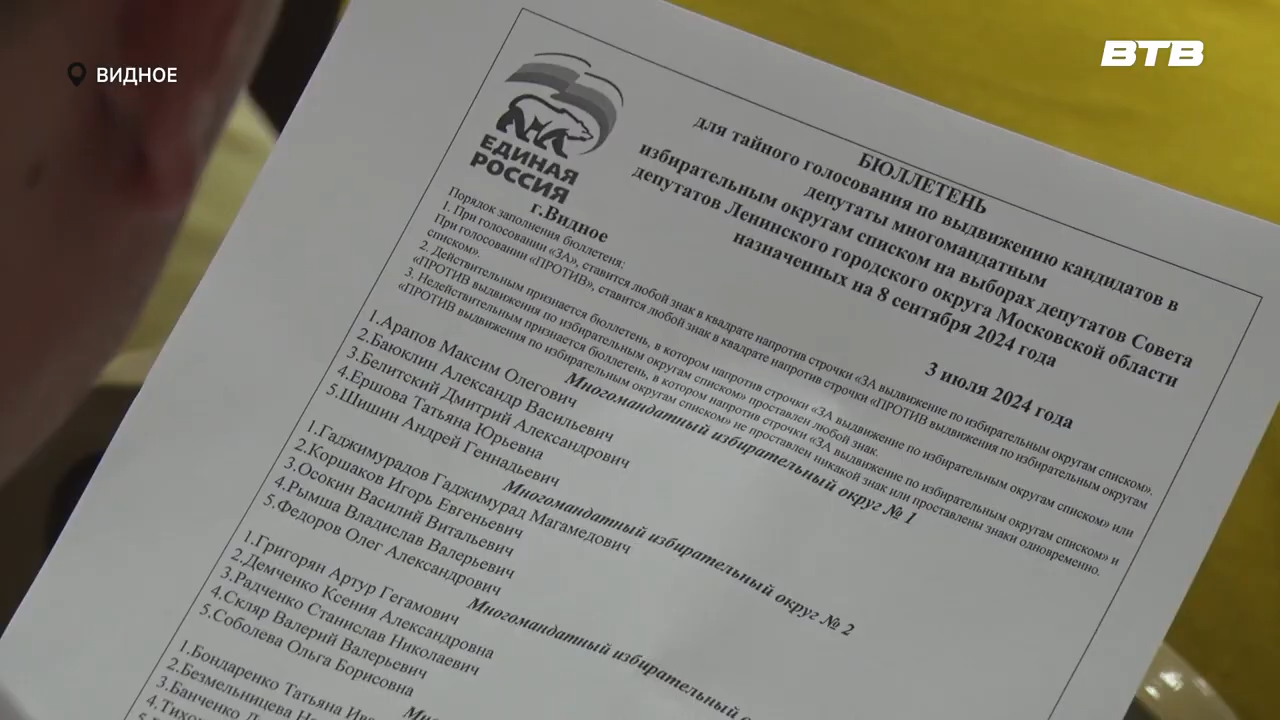 ВИДНОЕ
ВТВ
ЕДИНАЯ
РОССИЯ
г.Видное
БЮЛЛЕТЕНЬ
для тайного голосования по выдвижению кандидатов в
депутаты многомандатным
избирательным округам списком на выборах депутатов Совета
депутатов Ленинского городского округа Московской области
назначенных на 8 сентября 2024 года
3 июля 2024 года
Порядок заполнения бюллетеня:
1. При голосовании «ЗА», ставится любой знак в квадрате напротив строчки «ЗА выдвижение по избирательным округам списком».
При голосовании «ПРОТИВ», ставится любой знак в квадрате напротив строчки «ПРОТИВ выдвижения по избирательным округам
списком».
2. Действительным признается бюллетень, в котором напротив строчки «ЗА выдвижение по избирательным округам списком» или
«ПРОТИВ выдвижения по избирательным округам списком» проставлен любой знак.
3. Недействительным признается бюллетень, в котором напротив строчки «ЗА выдвижение по избирательным округам списком» и
«ПРОТИВ выдвижения по избирательным округам списком» не проставлен никакой знак или проставлены знаки одновременно.
Многомандатный избирательный округ № 1
1.Арапов Максим Олегович
2.Баюклин Александр Васильевич
3.Белитский Дмитрий Александрович
4.Ершова Татьяна Юрьевна
5.Шишин Андрей Геннадьевич
Многомандатный избирательный округ № 2
1.Гаджимурадов Гаджимурад Магамедович
2.Коршаков Игорь Евгеньевич
3.Осокин Василий Витальевич
4.Рымша Владислав Валерьевич
5.Федоров Олег Александрович
Многомандатный избирательный
1.Григорян Артур Гегамович
2.Демченко Ксения Александровна
3.Радченко Станислав Николаевич
4.Скляр Валерий Валерьевич
5.Соболева Ольга Борисовна
1.Бондаренко Татьяна
2.Безмельницева
3.Банченко